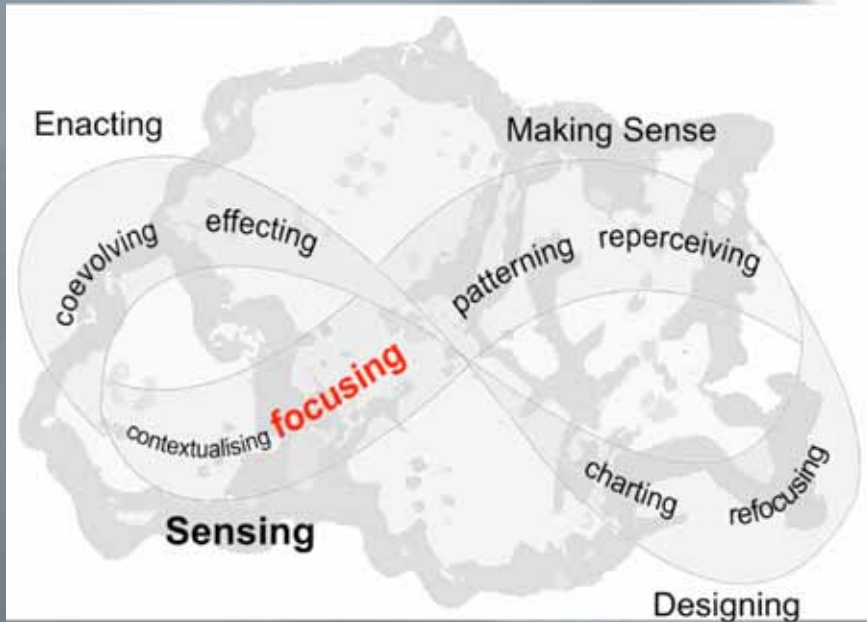 Enacting
Making Sense
coevolving
effecting
patterning
reperceiving
contextualising
focusing
charting
refocusing
Sensing
Designing